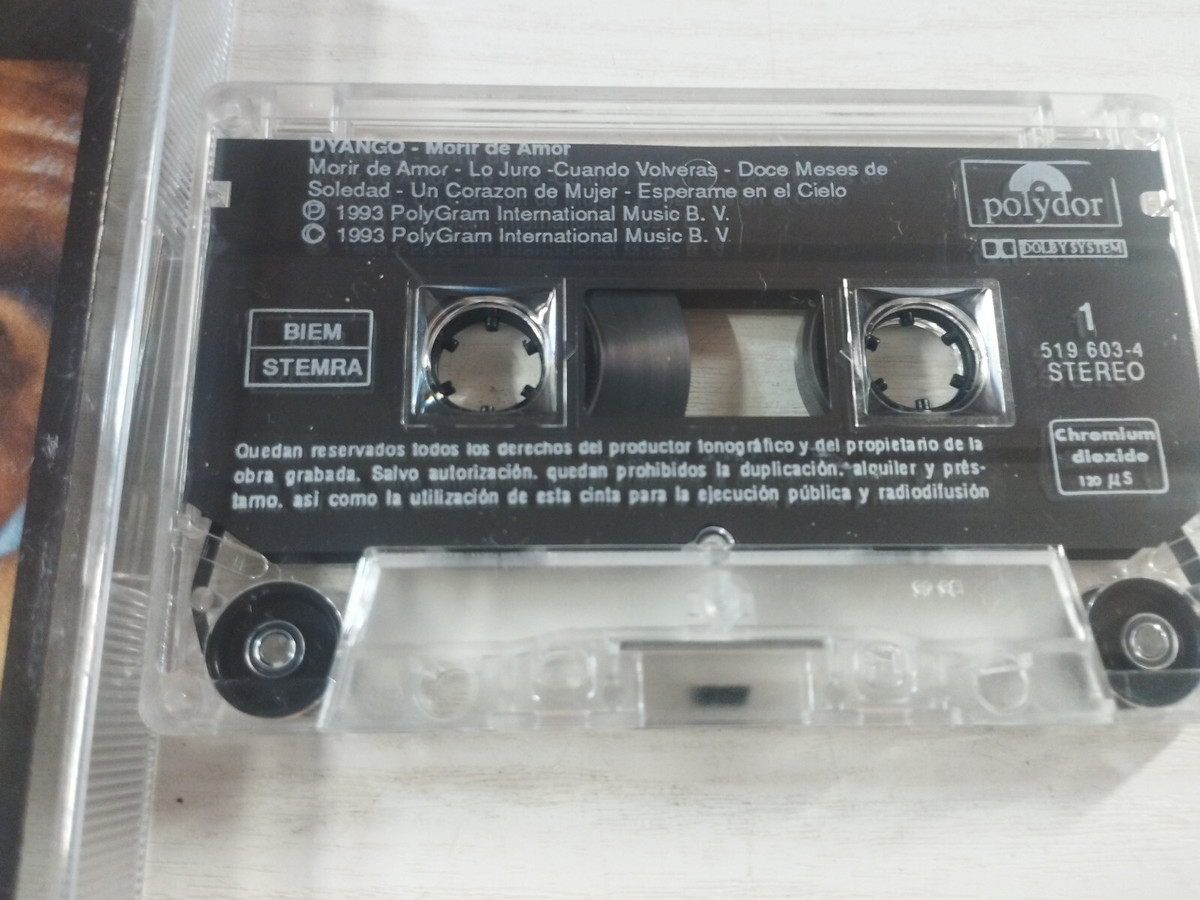 DYANGO - Morir de Amor
Morir de Amor - Lo Juro -Cuando Volveras - Doce Meses de
Soledad - Un Corazon de Mujer - Esperame en el Cielo
℗ 1993 PolyGram International Music B. V.
© 1993 PolyGram International Music B. V
polydor
DOLBY SYSTEM
BIEM
STEMRA
1
519 603-4
STEREO
Chromium
dioxide
120 µS
Quedan reservados todos los derechos del productor fonográfico y del propietario de la
obra grabada. Salvo autorización. quedan prohibidos la duplicación. alquiler y prés-
tamo. asi como la utilización de esta cinta para la ejecución pública y radiodifusión